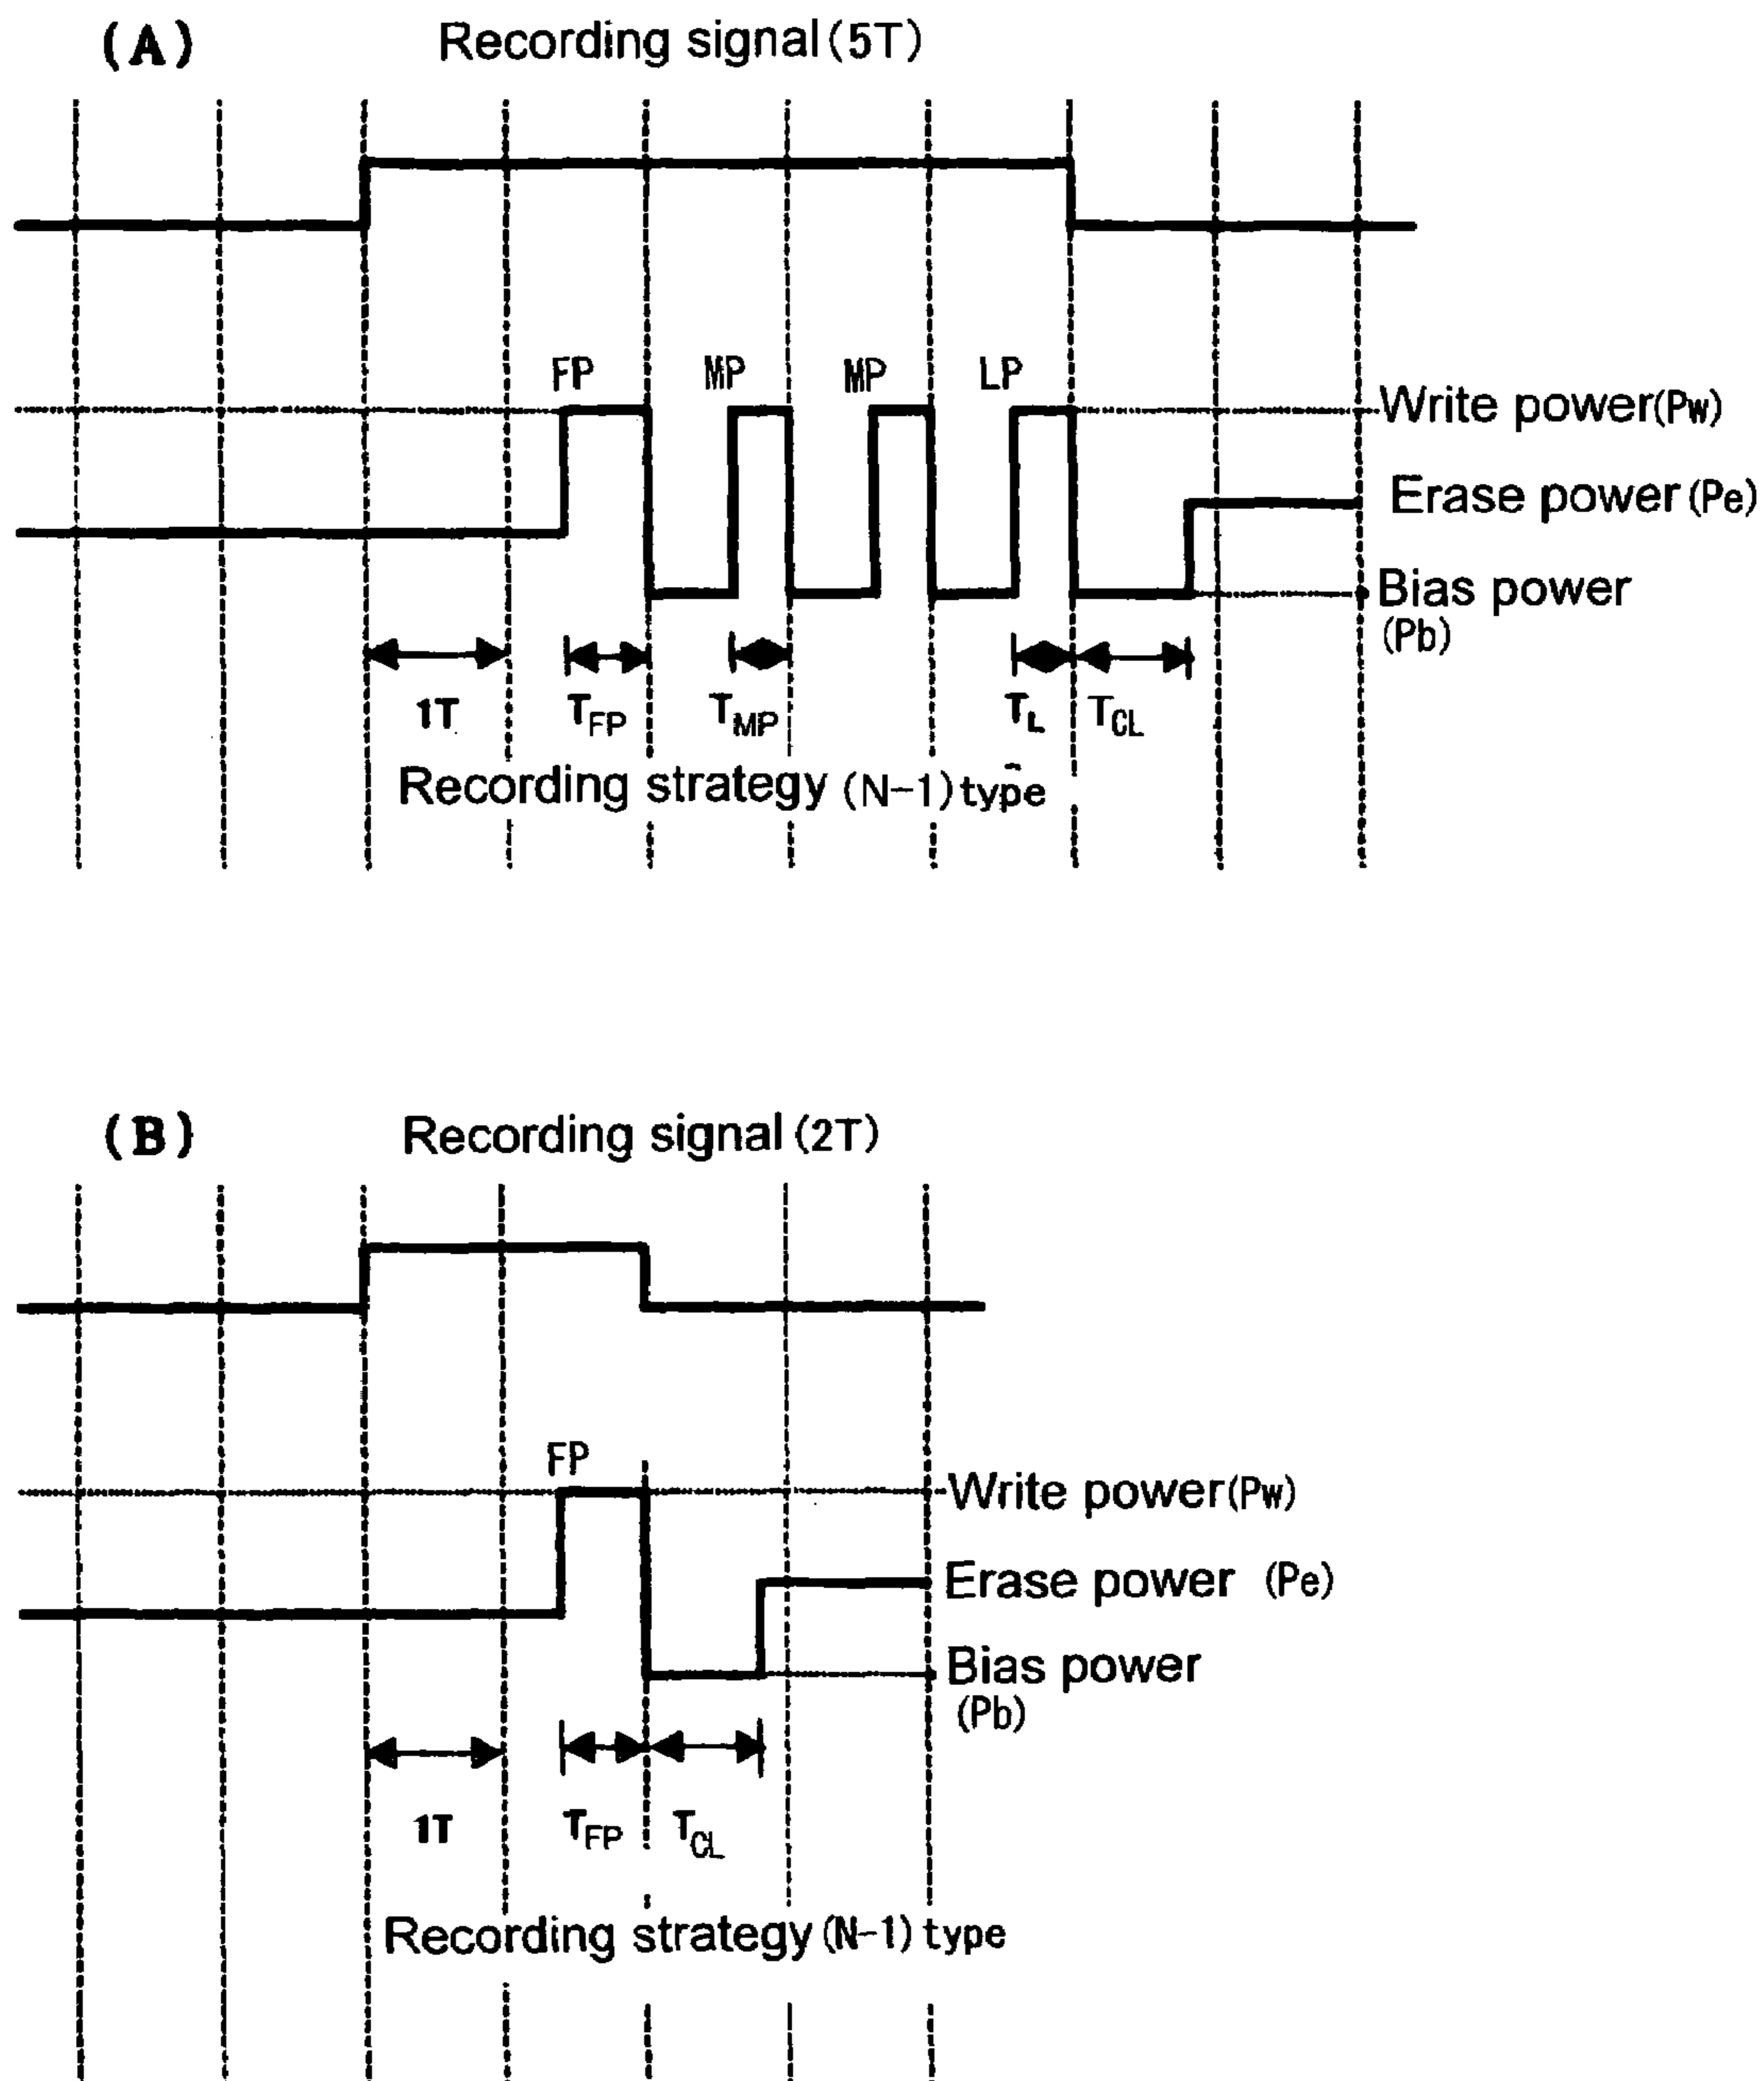 (A) Recording signal (5T)
FP MP MP LP
Write power(Pw)
Erase power(Pe)
Bias power
(Pb)
1T TFP TMP TL TCL
Recording strategy (N-1) type
(B) Recording signal (2T)
FP
Write power(Pw)
Erase power (Pe)
Bias power
(Pb)
1T TFP TCL
Recording strategy (N-1) type